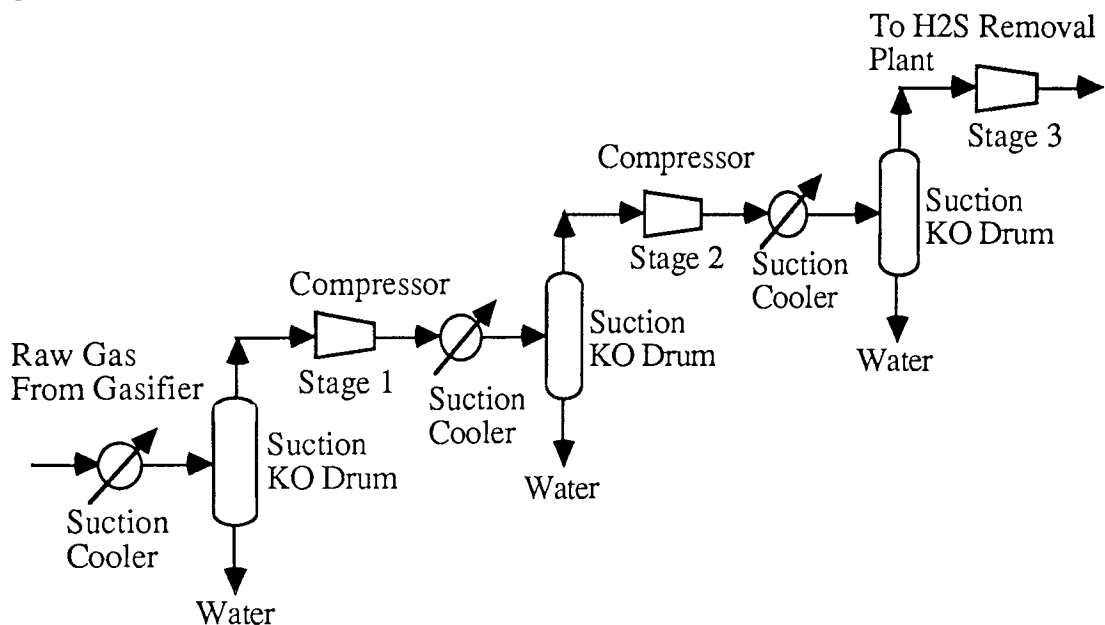 To H2S Removal
Plant
Stage 3
Compressor
Suction
KO Drum
Stage 2
Suction
Cooler
Water
Compressor
Suction
KO Drum
Stage 1
Suction
Cooler
Water
Raw Gas
From Gasifier
Suction
KO Drum
Suction
Cooler
Water